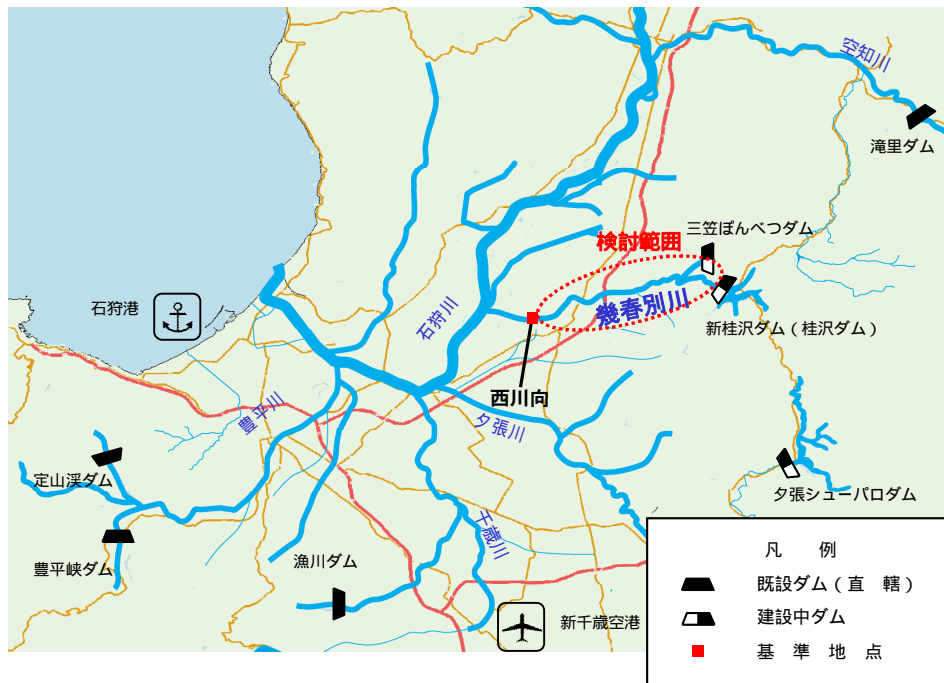 空知川
滝里ダム
三笠ぽんべつダム
検討範囲
幾春別川
新桂沢ダム（桂沢ダム）
石狩港
石狩川
西川向
豊平川
夕張川
定山渓ダム
夕張シューパロダム
千歳川
豊平峡ダム
漁川ダム
新千歳空港
凡 例
既設ダム（直 轄）
建設中ダム
基 準 地 点